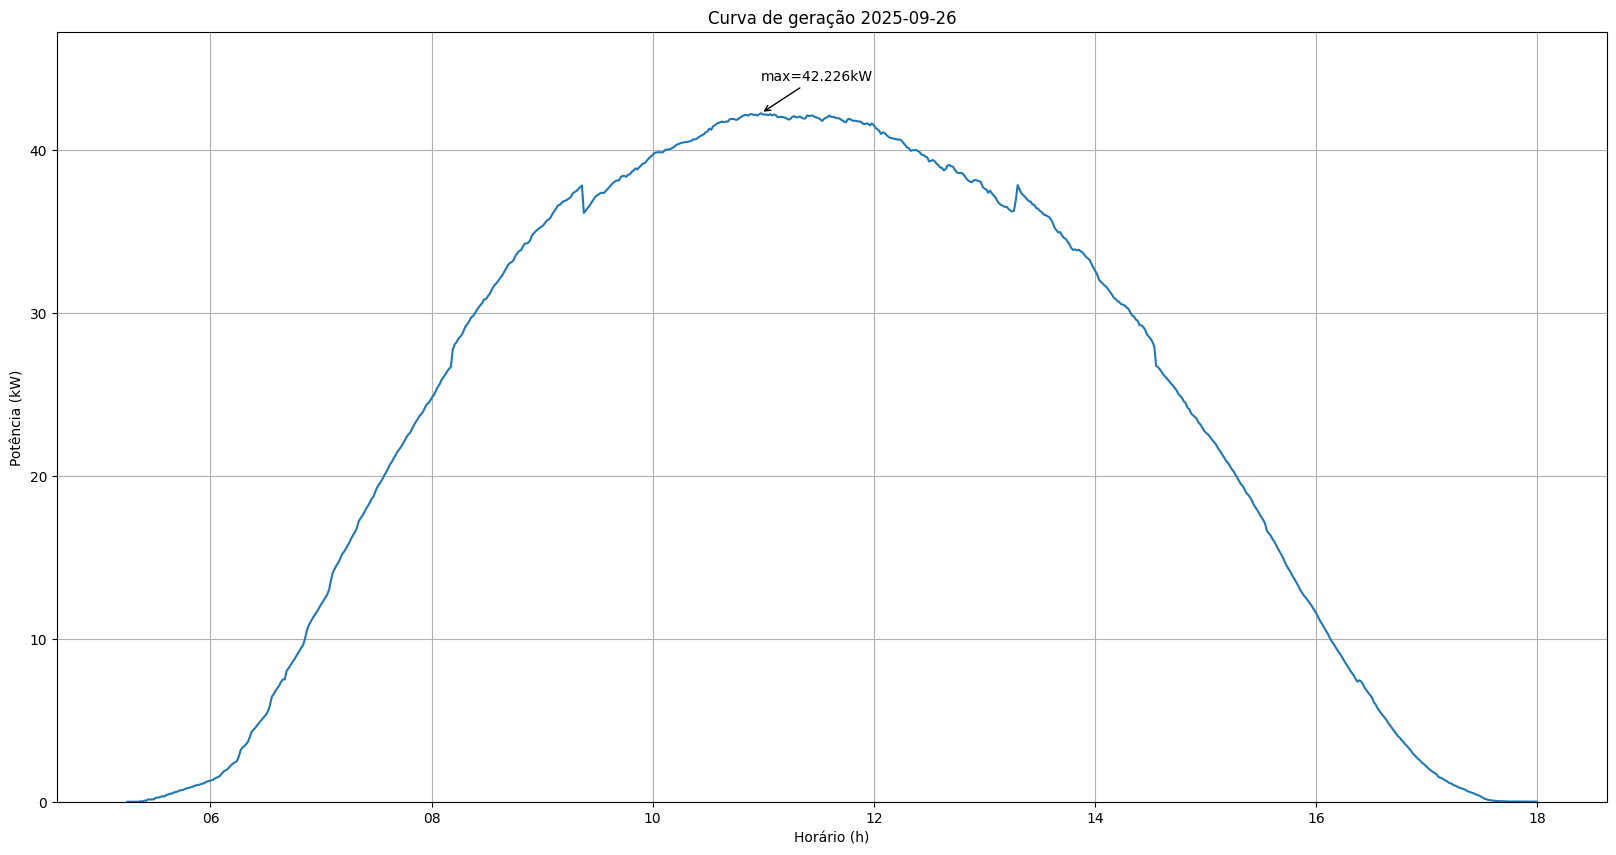 Curva de geração 2025-09-26
max=42.226kW
40
30
20
10
0
Potência (kW)
06 08 10 12 14 16 18
Horário (h)